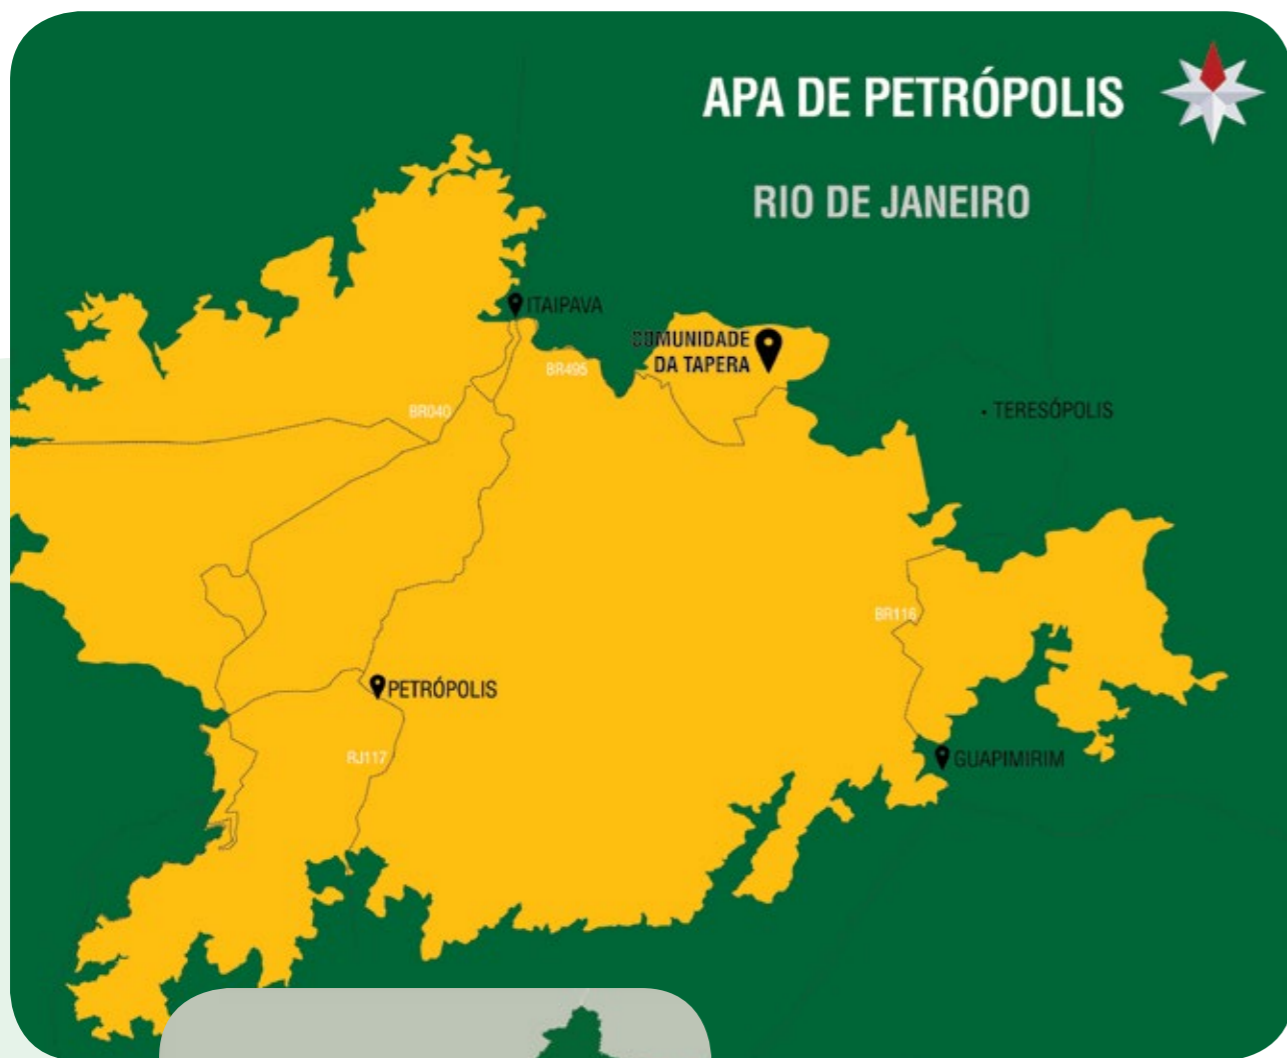 APA DE PETRÓPOLIS
RIO DE JANEIRO
ITAIPAVA
COMUNIDADE
DA TAPERA
BR495
BR040
TERESÓPOLIS
BR116
PETRÓPOLIS
RJ117
GUAPIMIRIM